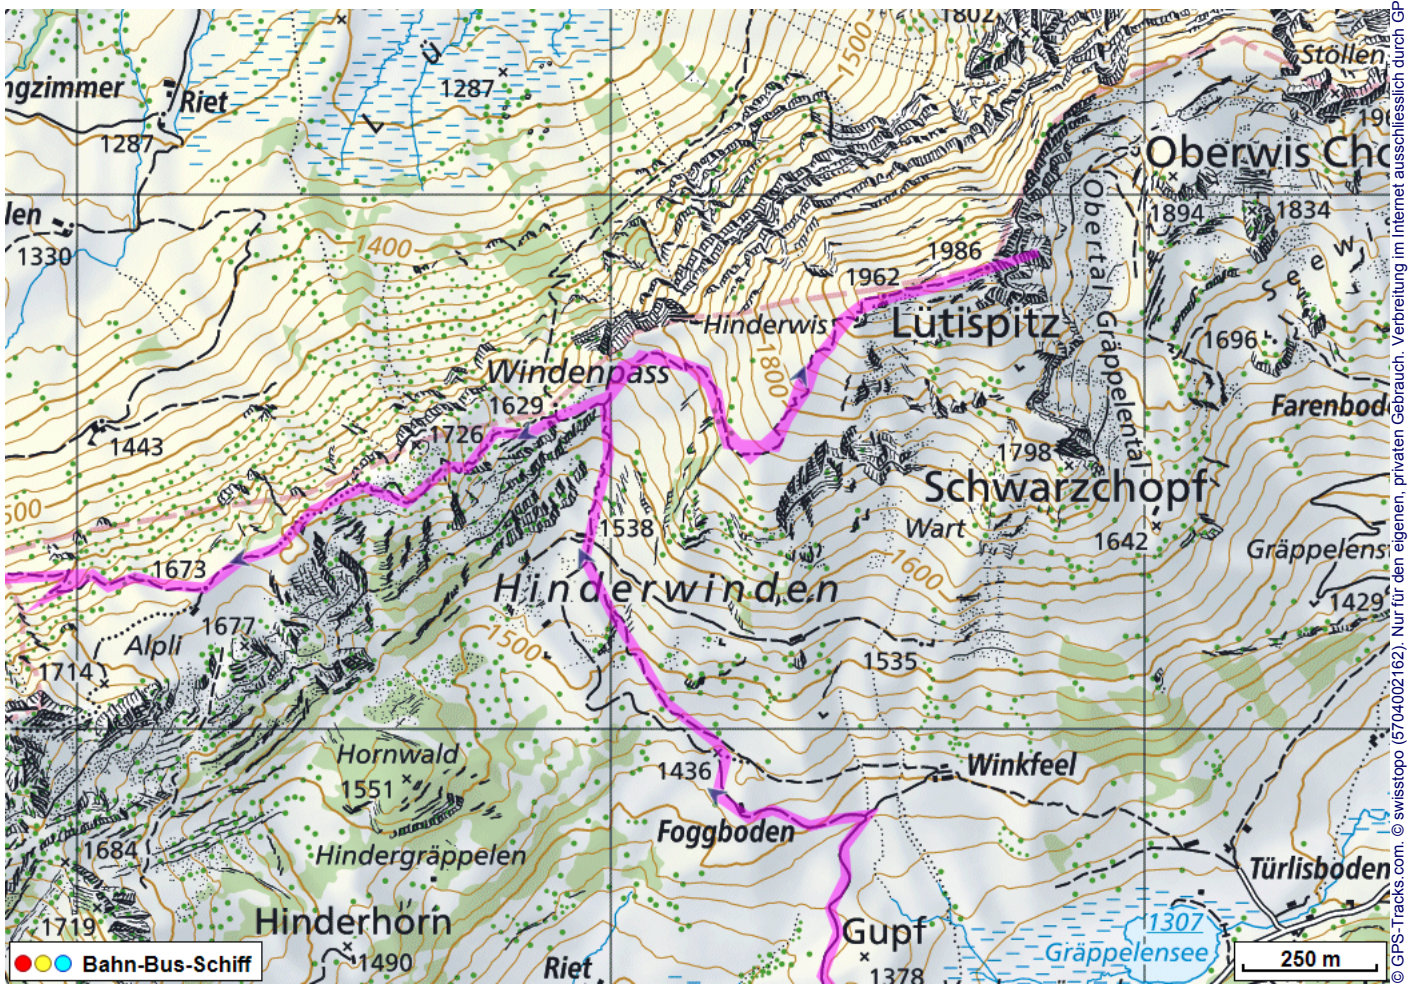 1802
1500
Stöllen
ngzimmer
Riet
L
ü
1287
1287
Oberwis Cho
len
1330
1400
1894
1834
Seewi
1986
1962
Obertal
Gräppelental
Hinderwis
Lütispitz
1696
Windenpass
1800
1629
1726
Farenbod
1443
1798
Schwarzchopf
500
Wart
1538
1642
Gräppelens
1673
Hinderwinden
1600
1429
1677
Alpli
1500
1535
1714
Hornwald
1551
1436
Winkfeel
Foggboden
1684
Hindergräppelen
Türlisboden
1719
Hinderhorn
Gupf
1307
Gräppelensee
1490
Riet
1378
Bahn-Bus-Schiff
250 m
© GPS-Tracks.com. © swisstopo (5704002162). Nur für den eigenen, privaten Gebrauch. Verbreitung im Internet ausschliesslich durch GP